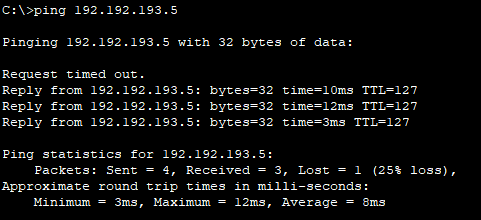 C:\>ping 192.192.193.5
Pinging 192.192.193.5 with 32 bytes of data:
Request timed out.
Reply from 192.192.193.5: bytes=32 time=10ms TTL=127
Reply from 192.192.193.5: bytes=32 time=12ms TTL=127
Reply from 192.192.193.5: bytes=32 time=3ms TTL=127
Ping statistics for 192.192.193.5:
Packets: Sent = 4, Received = 3, Lost = 1 (25% loss),
Approximate round trip times in milli-seconds:
Minimum = 3ms, Maximum = 12ms, Average = 8ms